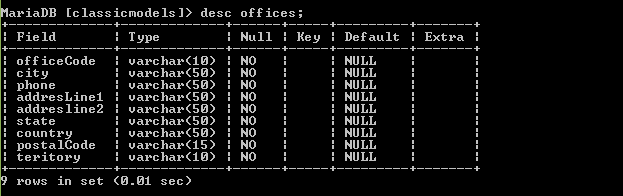 MariaDB [classicmodels]> desc offices;
+--------------+-------------+------+-----+---------+-------+
| Field        | Type        | Null | Key | Default | Extra |
+--------------+-------------+------+-----+---------+-------+
| officeCode   | varchar(10) | NO   |     | NULL    |       |
| city         | varchar(50) | NO   |     | NULL    |       |
| phone        | varchar(50) | NO   |     | NULL    |       |
| addresLine1  | varchar(50) | NO   |     | NULL    |       |
| addresline2  | varchar(50) | NO   |     | NULL    |       |
| state        | varchar(50) | NO   |     | NULL    |       |
| country      | varchar(50) | NO   |     | NULL    |       |
| postalCode   | varchar(15) | NO   |     | NULL    |       |
| teritory     | varchar(10) | NO   |     | NULL    |       |
+--------------+-------------+------+-----+---------+-------+
9 rows in set (0.01 sec)